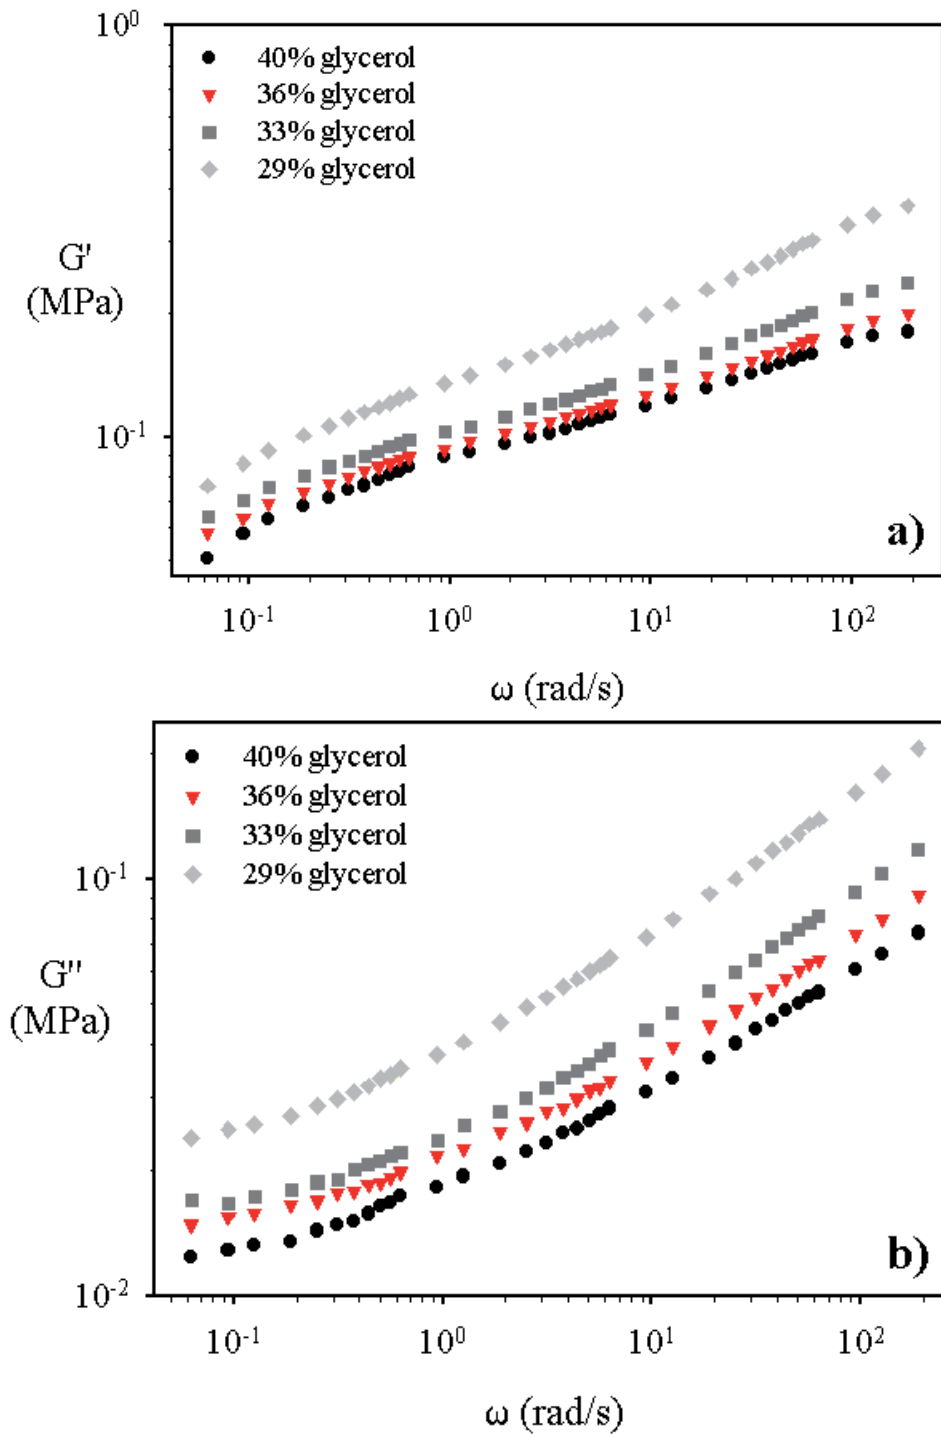 10⁰
40% glycerol
36% glycerol
33% glycerol
29% glycerol
G'
(MPa)
10⁻¹
a)
10⁻¹ 10⁰ 10¹ 10²
ω (rad/s)
40% glycerol
36% glycerol
33% glycerol
29% glycerol
10⁻¹
G''
(MPa)
b)
10⁻²
10⁻¹ 10⁰ 10¹ 10²
ω (rad/s)